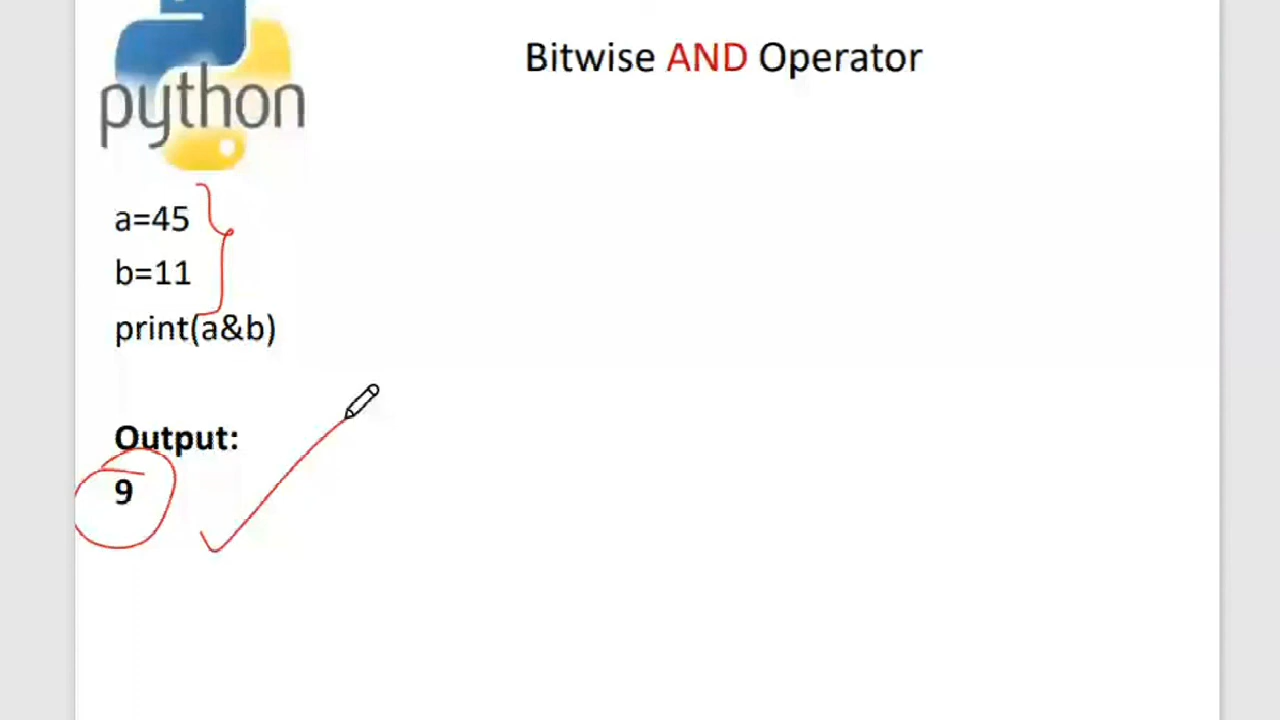 Bitwise AND Operator
python
a=45
b=11
print(a&b)
Output:
9